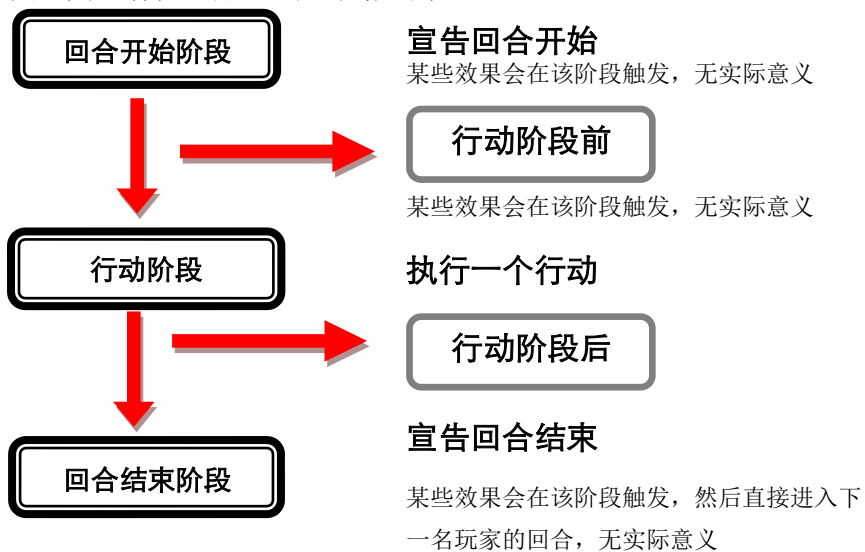 回合开始阶段
宣告回合开始
某些效果会在该阶段触发，无实际意义
行动阶段前
某些效果会在该阶段触发，无实际意义
行动阶段
执行一个行动
行动阶段后
宣告回合结束
回合结束阶段
某些效果会在该阶段触发，然后直接进入下
一名玩家的回合，无实际意义